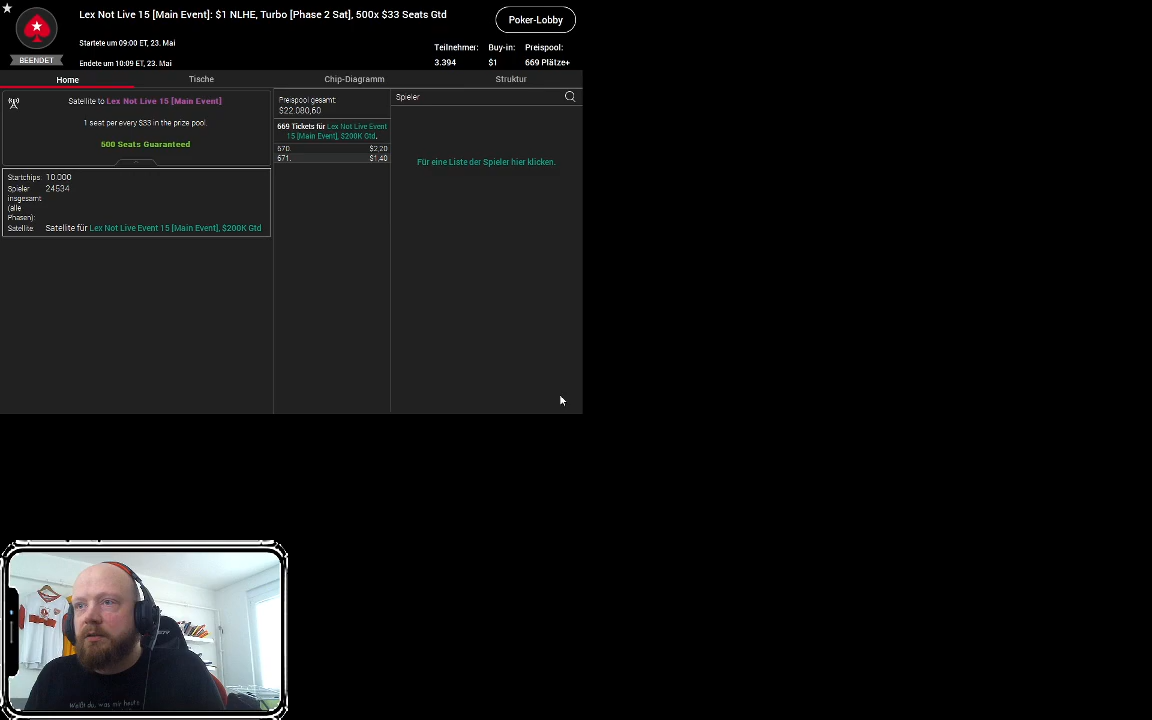 Lex Not Live 15 [Main Event]: $1 NLHE, Turbo [Phase 2 Sat], 500x $33 Seats Gtd
Poker-Lobby
Startete um 09:00 ET, 23. Mai
BEENDET
Endete um 10:09 ET, 23. Mai
Teilnehmer: Buy-in: Preispool:
3.394 $1 669 Plätze+
Home Tische Chip-Diagramm Struktur
Satellite to Lex Not Live 15 [Main Event]
1 seat per every $33 in the prize pool.
500 Seats Guaranteed
Startchips 10.000
Spieler 24534
insgesamt
(alle
Phasen):
Satellite Satellite für Lex Not Live Event 15 [Main Event], $200K Gtd
Preispool gesamt:
$22.080,60
669 Tickets für Lex Not Live Event
15 [Main Event], $200K Gtd.
670. $2,20
671. $1,40
Spieler
Für eine Liste der Spieler hier klicken.
Weißt du, was mir heute